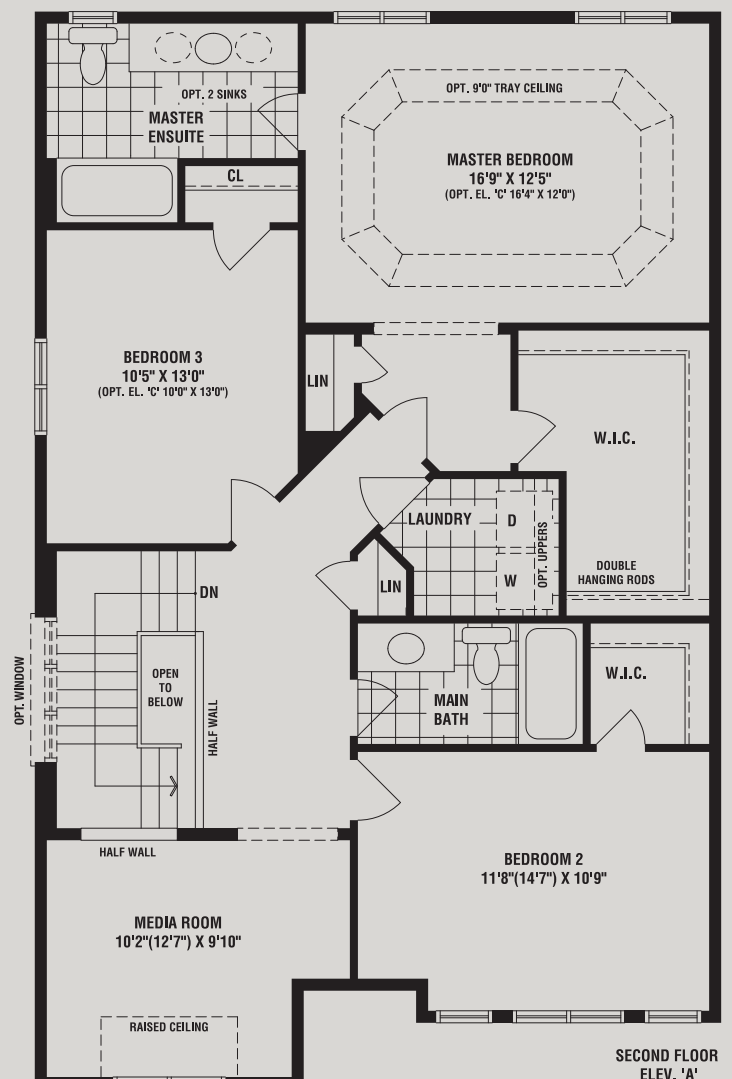 OPT. 2 SINKS
MASTER
ENSUITE
OPT. 9'0" TRAY CEILING
MASTER BEDROOM
16'9" X 12'5"
(OPT. EL. 'C' 16'4" X 12'0")
CL
BEDROOM 3
10'5" X 13'0"
(OPT. EL. 'C' 10'0" X 13'0")
LIN
W.I.C.
LAUNDRY
D
W
OPT. UPPERS
DOUBLE
HANGING RODS
LIN
DN
OPEN
TO
BELOW
HALF WALL
OPT. WINDOW
MAIN
BATH
W.I.C.
HALF WALL
BEDROOM 2
11'8"(14'7") X 10'9"
MEDIA ROOM
10'2"(12'7") X 9'10"
RAISED CEILING
SECOND FLOOR
ELEV. 'A'